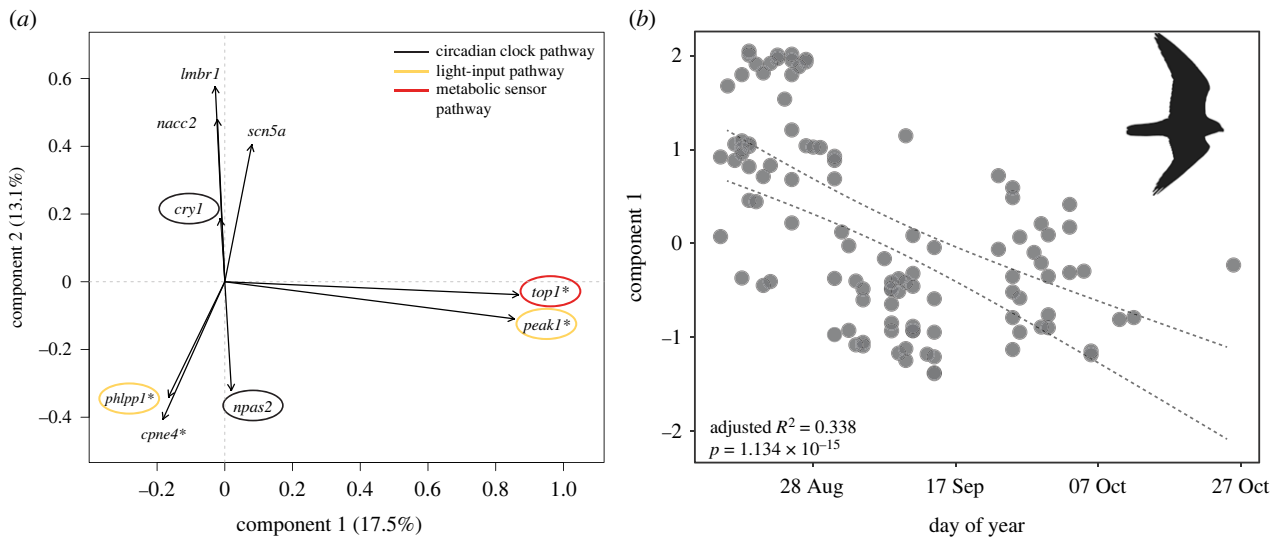 (a)
component 2 (13.1%)
0.6
0.4
0.2
0
–0.2
–0.4
lmbr1
nacc2
scn5a
cry1
top1*
peak1*
phlpp1*
npas2
cpne4*
circadian clock pathway
light-input pathway
metabolic sensor
pathway
–0.2 0 0.2 0.4 0.6 0.8 1.0
component 1 (17.5%)
(b)
component 1
2
1
0
–1
–2
adjusted R² = 0.338
p = 1.134 × 10⁻¹⁵
28 Aug 17 Sep 07 Oct 27 Oct
day of year